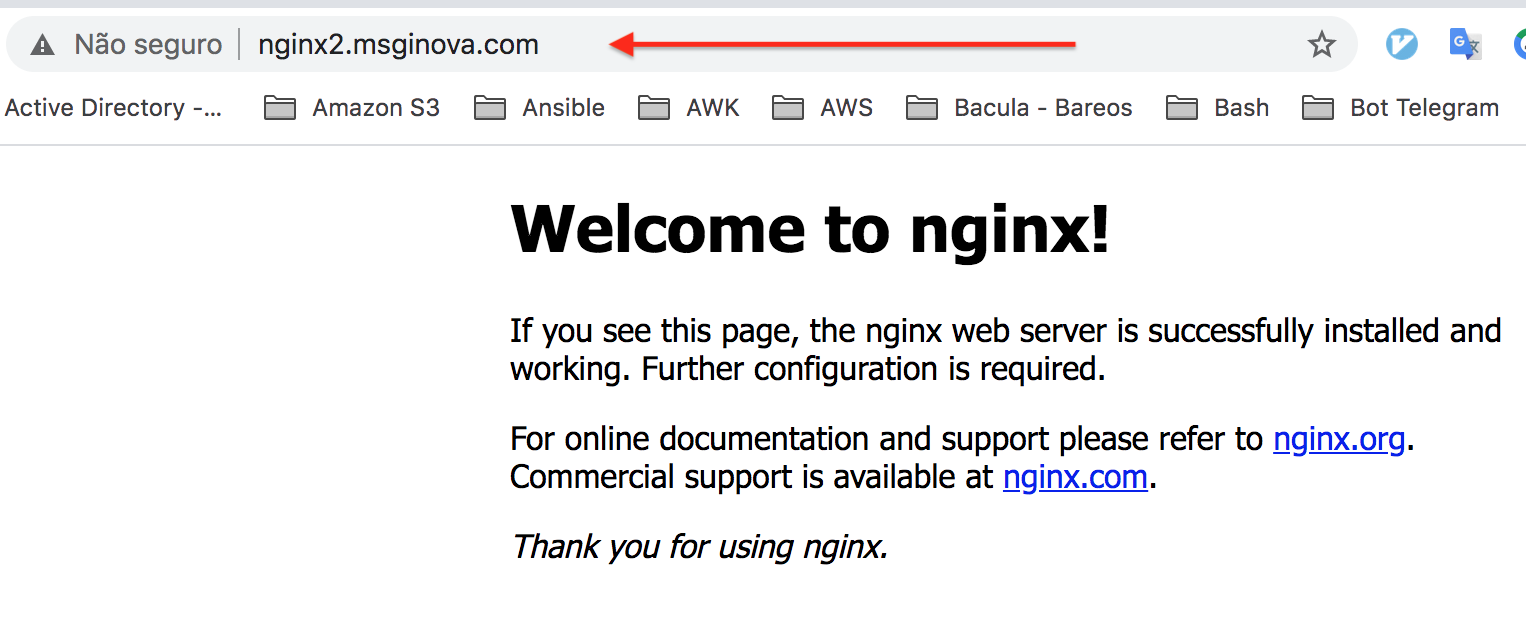 Não seguro nginx2.msginova.com
Active Directory -... Amazon S3 Ansible AWK AWS Bacula - Bareos Bash Bot Telegram
Welcome to nginx!
If you see this page, the nginx web server is successfully installed and
working. Further configuration is required.
For online documentation and support please refer to nginx.org.
Commercial support is available at nginx.com.
Thank you for using nginx.